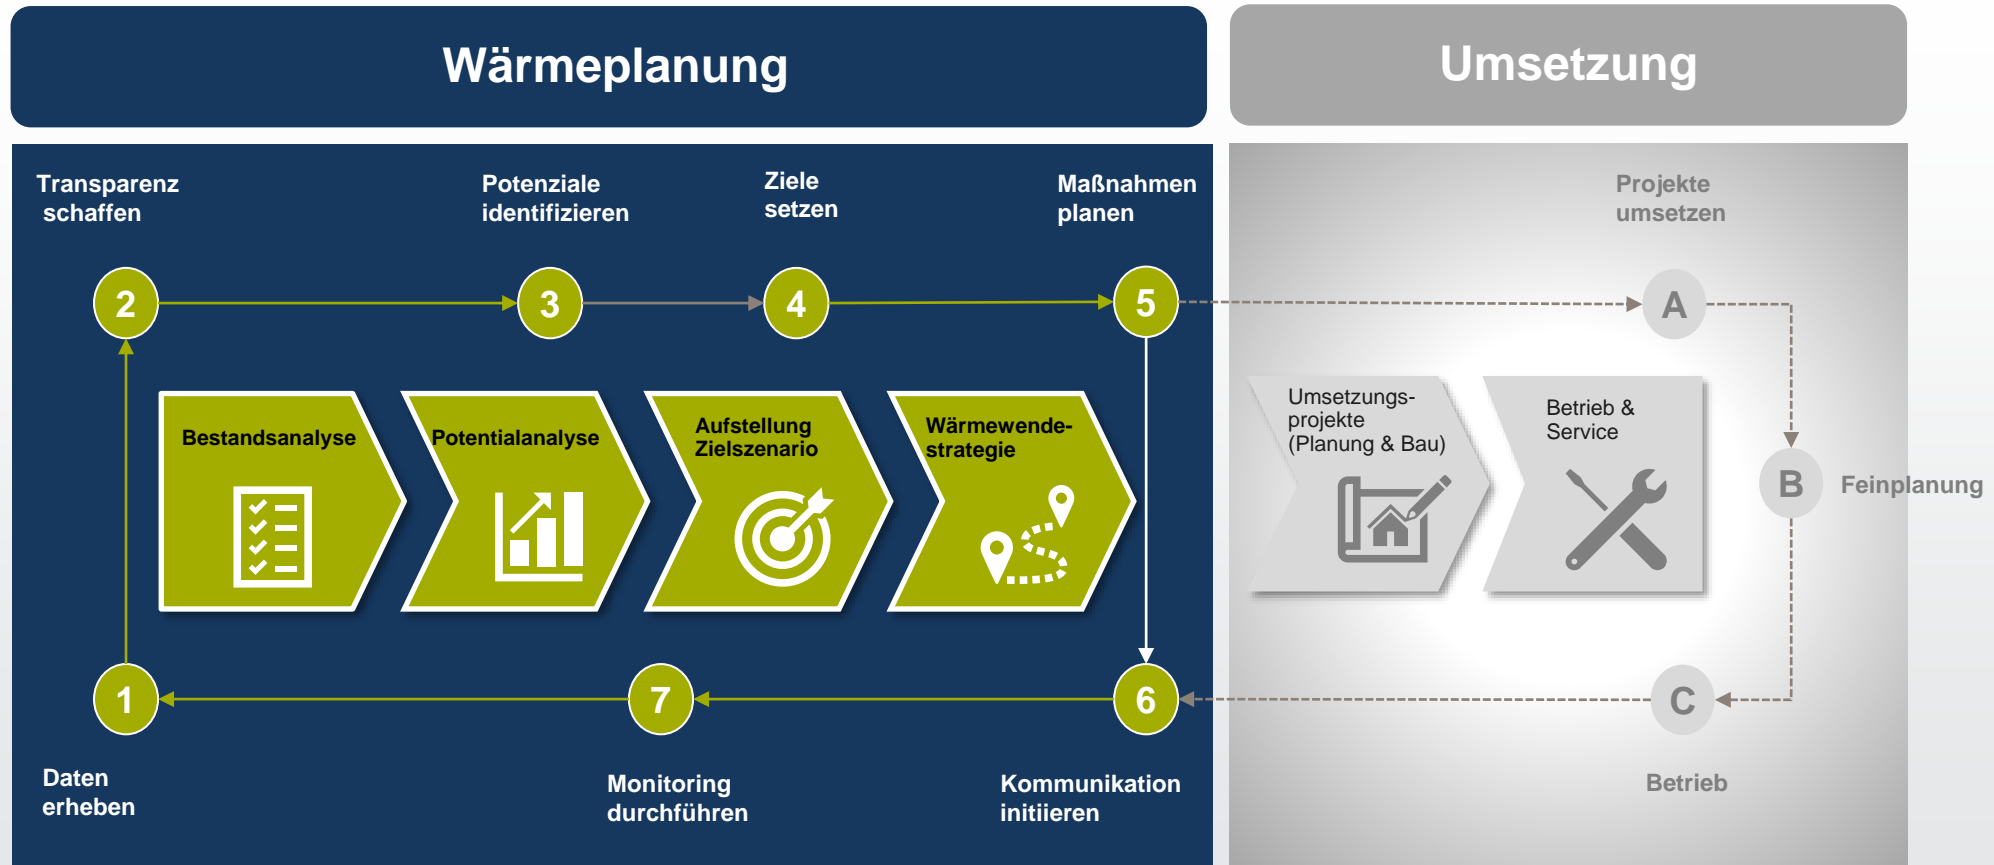 Wärmeplanung
Umsetzung
Transparenz
schaffen
Potenziale
identifizieren
Ziele
setzen
Maßnahmen
planen
Projekte
umsetzen
2
3
4
5
A
Bestandsanalyse
Potentialanalyse
Aufstellung
Zielszenario
Wärmewende-
strategie
Umsetzungs-
projekte
(Planung & Bau)
Betrieb &
Service
B
Feinplanung
1
7
6
C
Daten
erheben
Monitoring
durchführen
Kommunikation
initiieren
Betrieb